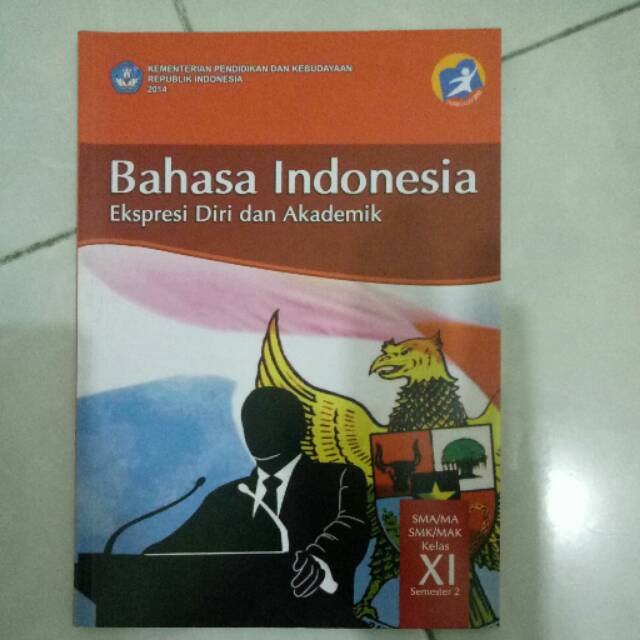 KEMENTERIAN PENDIDIKAN DAN KEBUDAYAAN
REPUBLIK INDONESIA
2014
Bahasa Indonesia
Ekspresi Diri dan Akademik
SMA/MA
SMK/MAK
Kelas
XI
Semester 2